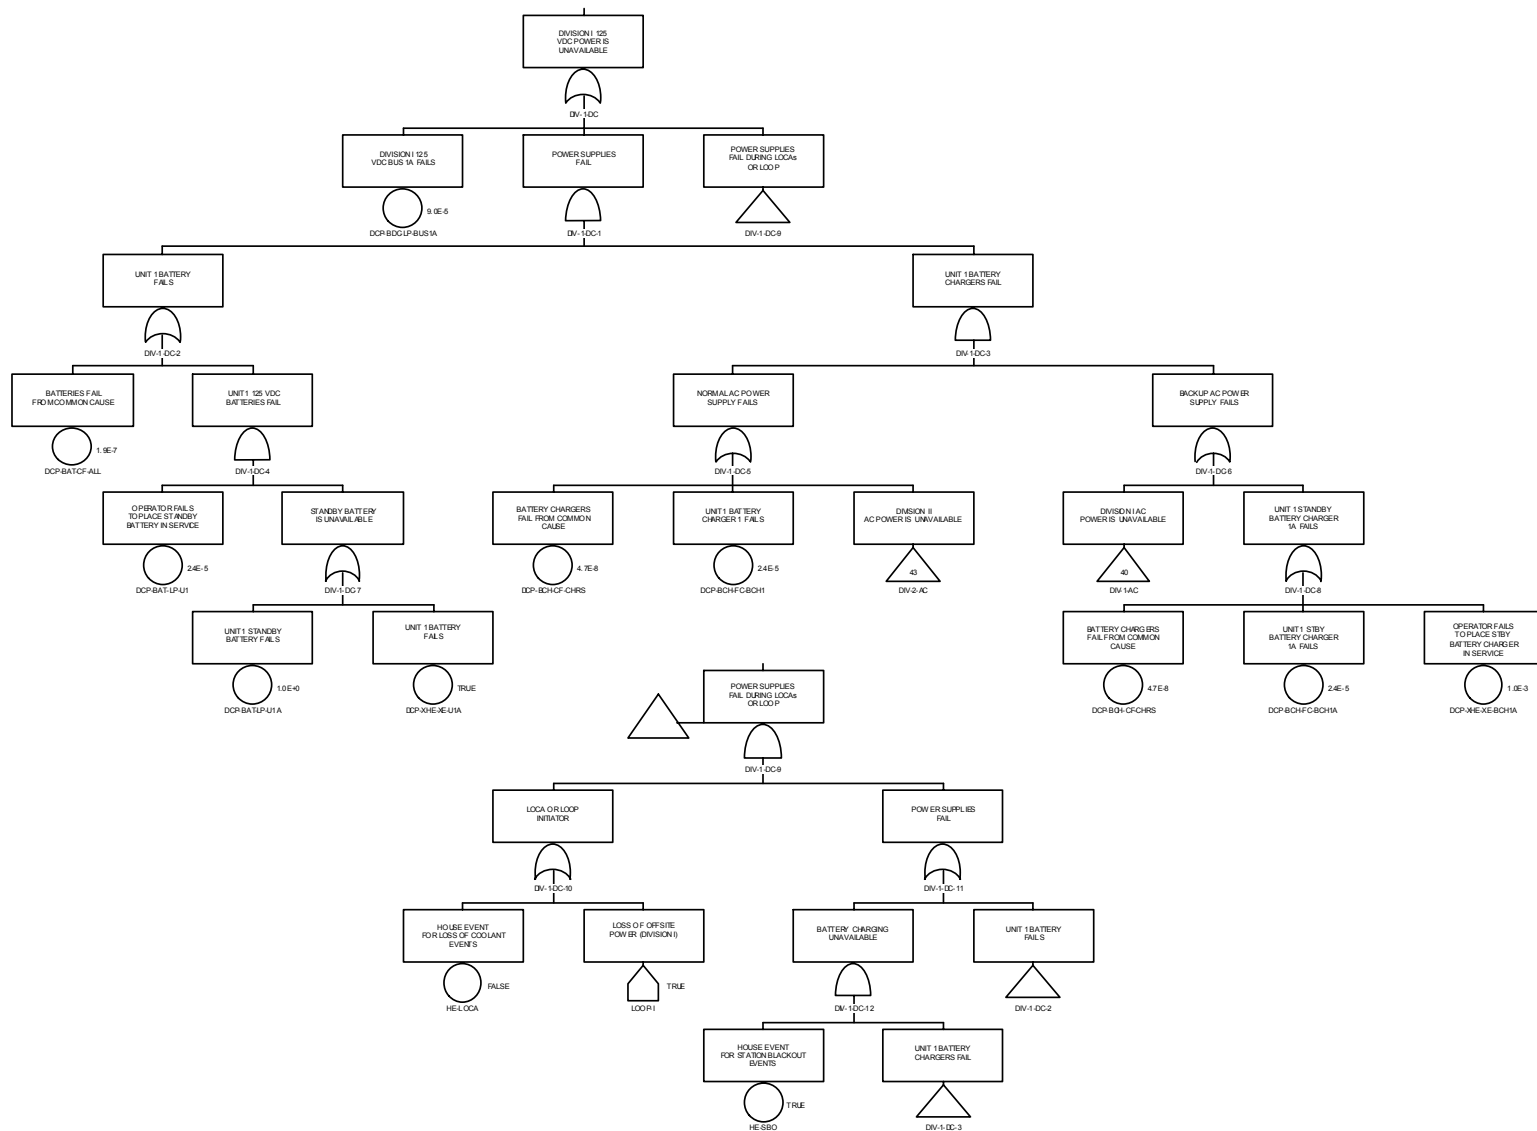 DIVISION I 125
VDC POWER IS
UNAVAILABLE
DIV-1-DC
DIVISION I 125
VDC BUS 1A FAILS
9.0E-5
DCP-BDC-LP-BUS1A
POWER SUPPLIES
FAIL
DIV-1-DC-1
POWER SUPPLIES
FAIL DURING LOCAs
OR LOOP
DIV-1-DC-9
UNIT 1 BATTERY
FAILS
DIV-1-DC-2
UNIT 1 BATTERY
CHARGERS FAIL
DIV-1-DC-3
BATTERIES FAIL
FROM COMMON CAUSE
1.9E-7
DCP-BAT-CF-ALL
UNIT 1 125 VDC
BATTERIES FAIL
DIV-1-DC-4
NORMAL AC POWER
SUPPLY FAILS
DIV-1-DC-5
BACKUP AC POWER
SUPPLY FAILS
DIV-1-DC-6
OPERATOR FAILS
TO PLACE STANDBY
BATTERY IN SERVICE
2.4E-5
DCP-BAT-LP-U1
STANDBY BATTERY
IS UNAVAILABLE
DIV-1-DC-7
BATTERY CHARGERS
FAIL FROM COMMON
CAUSE
4.7E-8
DCP-BCH-CF-CHRS
UNIT 1 BATTERY
CHARGER 1 FAILS
2.4E-5
DCP-BCH-FC-BCH1
DIVISION II
AC POWER IS UNAVAILABLE
43
DIV-2-AC
DIVISION I AC
POWER IS UNAVAILABLE
40
DIV-1-AC
UNIT 1 STANDBY
BATTERY CHARGER
1A FAILS
DIV-1-DC-8
UNIT 1 STANDBY
BATTERY FAILS
1.0E+0
DCP-BAT-LP-U1A
UNIT 1 BATTERY
FAILS
TRUE
DCP-XHE-XE-U1A
BATTERY CHARGERS
FAIL FROM COMMON
CAUSE
4.7E-8
DCP-BCH-CF-CHRS
UNIT 1 STBY
BATTERY CHARGER
1A FAILS
2.4E-5
DCP-BCH-FC-BCH1A
OPERATOR FAILS
TO PLACE STBY
BATTERY CHARGER
IN SERVICE
1.0E-3
DCP-XHE-XE-BCH1A
POWER SUPPLIES
FAIL DURING LOCAs
OR LOOP
DIV-1-DC-9
LOCA OR LOOP
INITIATOR
DIV-1-DC-10
POWER SUPPLIES
FAIL
DIV-1-DC-11
HOUSE EVENT
FOR LOSS OF COOLANT
EVENTS
FALSE
HE-LOCA
LOSS OF OFFSITE
POWER (DIVISION I)
TRUE
LOOP-I
BATTERY CHARGING
UNAVAILABLE
DIV-1-DC-12
UNIT 1 BATTERY
FAILS
DIV-1-DC-2
HOUSE EVENT
FOR STATION BLACKOUT
EVENTS
TRUE
HE-SBO
UNIT 1 BATTERY
CHARGERS FAIL
DIV-1-DC-3